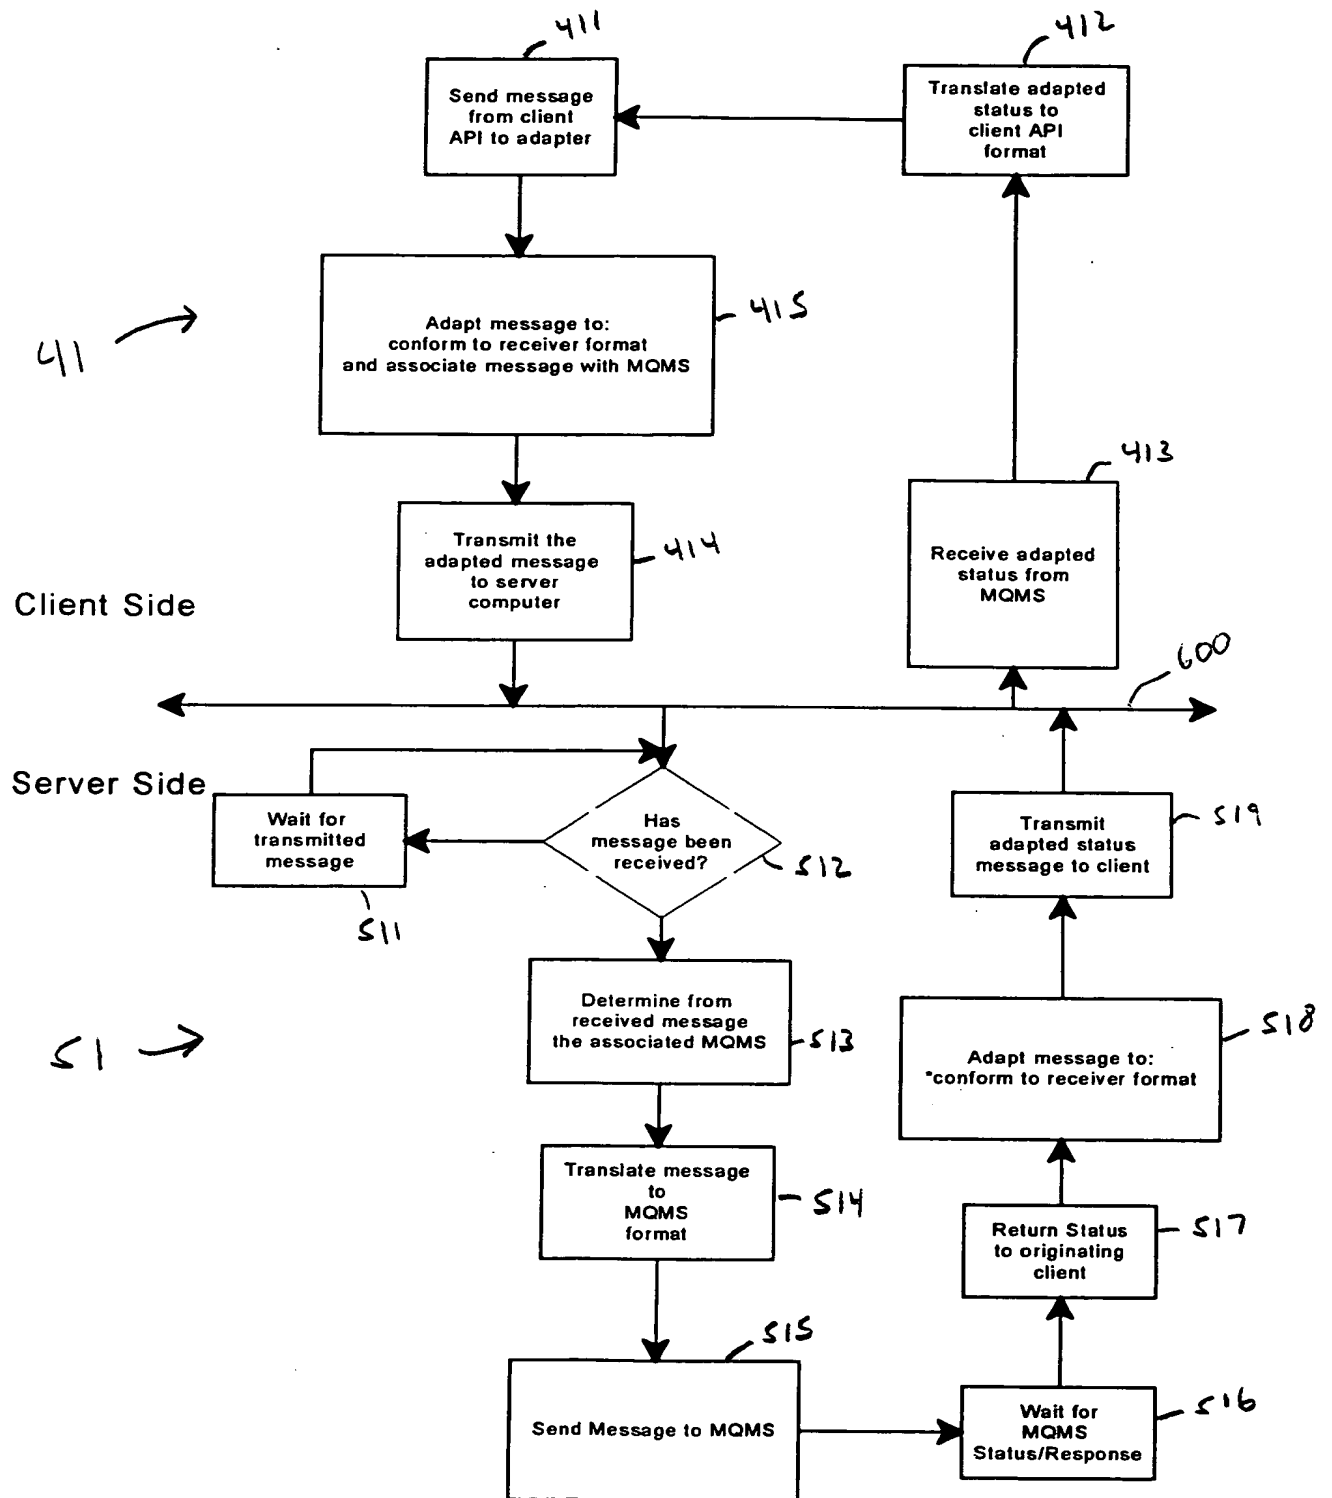 411
412
Send message
from client
API to adapter
Translate adapted
status to
client API
format
41
Adapt message to:
conform to receiver format
and associate message with MQMS
415
413
Transmit the
adapted message
to server
computer
414
Receive adapted
status from
MQMS
Client Side
600
Server Side
Wait for
transmitted
message
511
Has
message been
received?
512
Transmit
adapted status
message to client
519
51
Determine from
received message
the associated MQMS
513
Adapt message to:
*conform to receiver format
518
Translate message
to
MQMS
format
514
Return Status
to originating
client
517
515
Send Message to MQMS
Wait for
MQMS
Status/Response
516